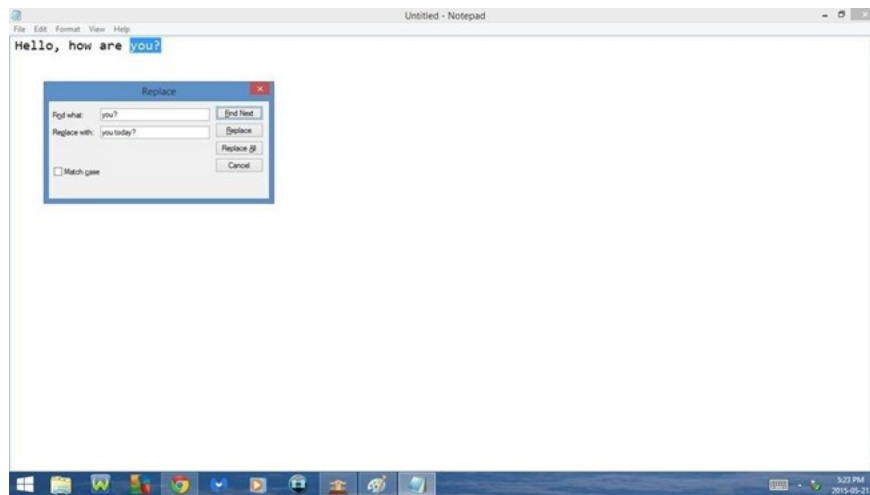 Untitled - Notepad
File Edit Format View Help
Hello, how are you?
Replace
Find what: you? Find Next
Replace with: you today? Replace
Replace All
Match case Cancel
5:23 PM
2015-05-21